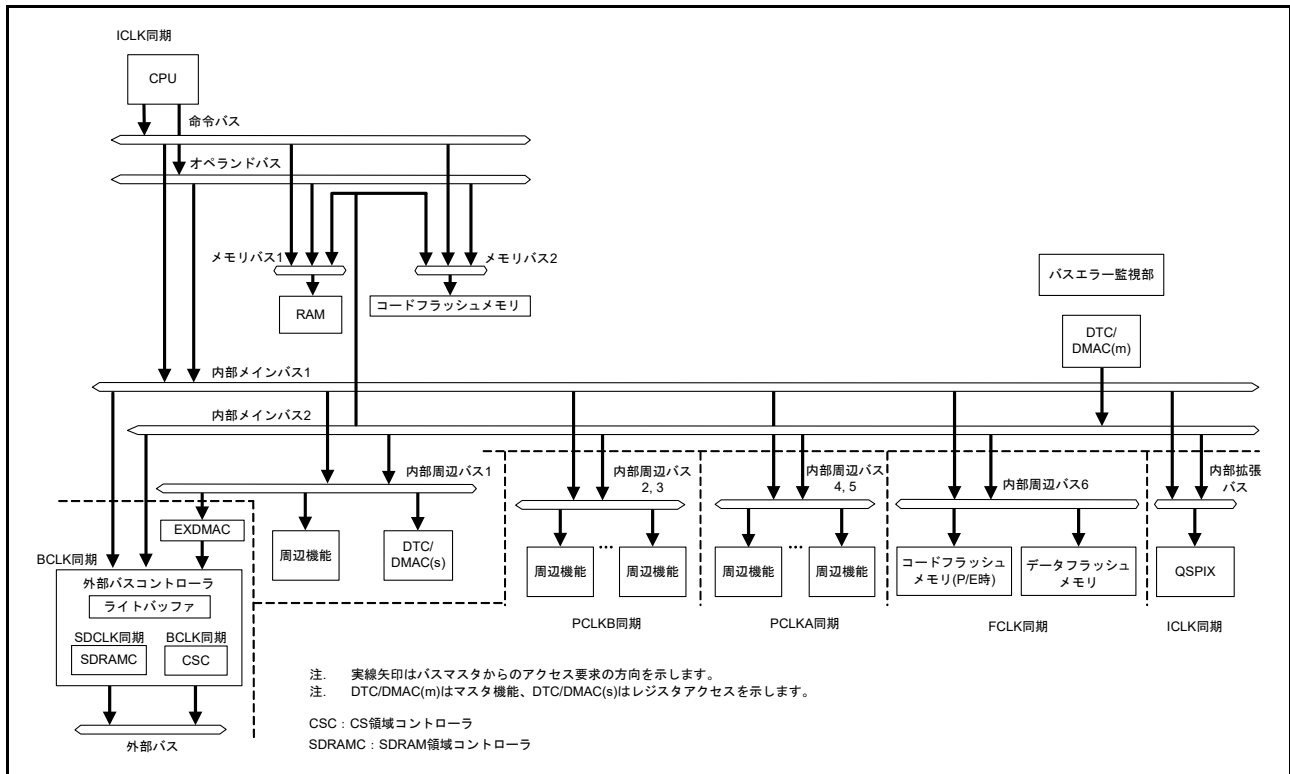 ICLK同期
CPU
命令バス
オペランドバス
メモリバス1
メモリバス2
RAM
コードフラッシュメモリ
バスエラー監視部
DTC/
DMAC(m)
内部メインバス1
内部メインバス2
内部周辺バス1
内部周辺バス
2, 3
内部周辺バス
4, 5
内部周辺バス6
内部拡張
バス
EXDMAC
周辺機能
DTC/
DMAC(s)
周辺機能
…
周辺機能
周辺機能
…
周辺機能
コードフラッシュ
メモリ(P/E時)
データフラッシュ
メモリ
QSPIX
BCLK同期
外部バスコントローラ
ライトバッファ
SDCLK同期
BCLK同期
SDRAMC
CSC
外部バス
PCLKB同期
PCLKA同期
FCLK同期
ICLK同期
注. 実線矢印はバスマスタからのアクセス要求の方向を示します。
注. DTC/DMAC(m)はマスタ機能、DTC/DMAC(s)はレジスタアクセスを示します。
CSC：CS領域コントローラ
SDRAMC：SDRAM領域コントローラ